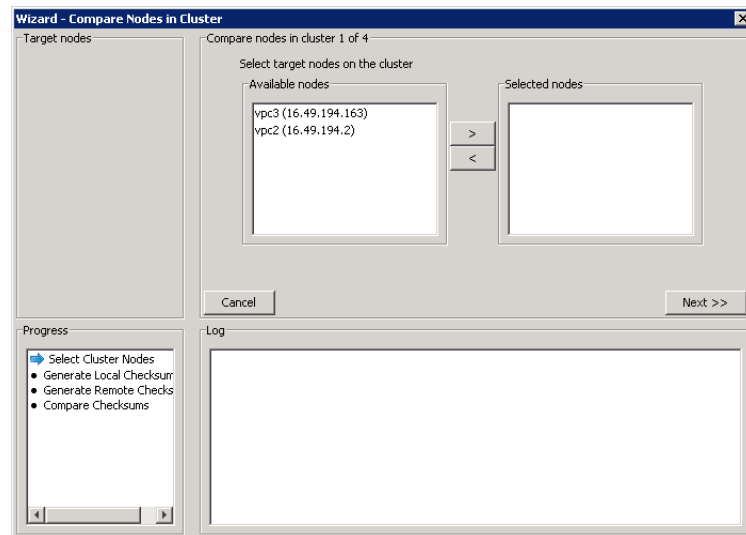 Wizard - Compare Nodes in Cluster
Target nodes
Compare nodes in cluster 1 of 4
Select target nodes on the cluster
Available nodes
Selected nodes
vpc3 (16.49.194.163)
vpc2 (16.49.194.2)
>
<
Cancel
Next >>
Progress
Log
Select Cluster Nodes
Generate Local Checksum
Generate Remote Checks
Compare Checksums